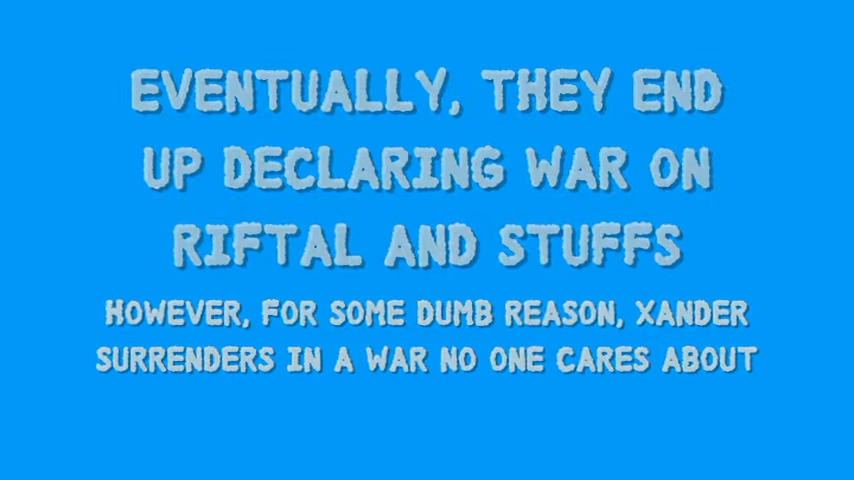 EVENTUALLY, THEY END
UP DECLARING WAR ON
RIFTAL AND STUFFS
HOWEVER, FOR SOME DUMB REASON, XANDER
SURRENDERS IN A WAR NO ONE CARES ABOUT